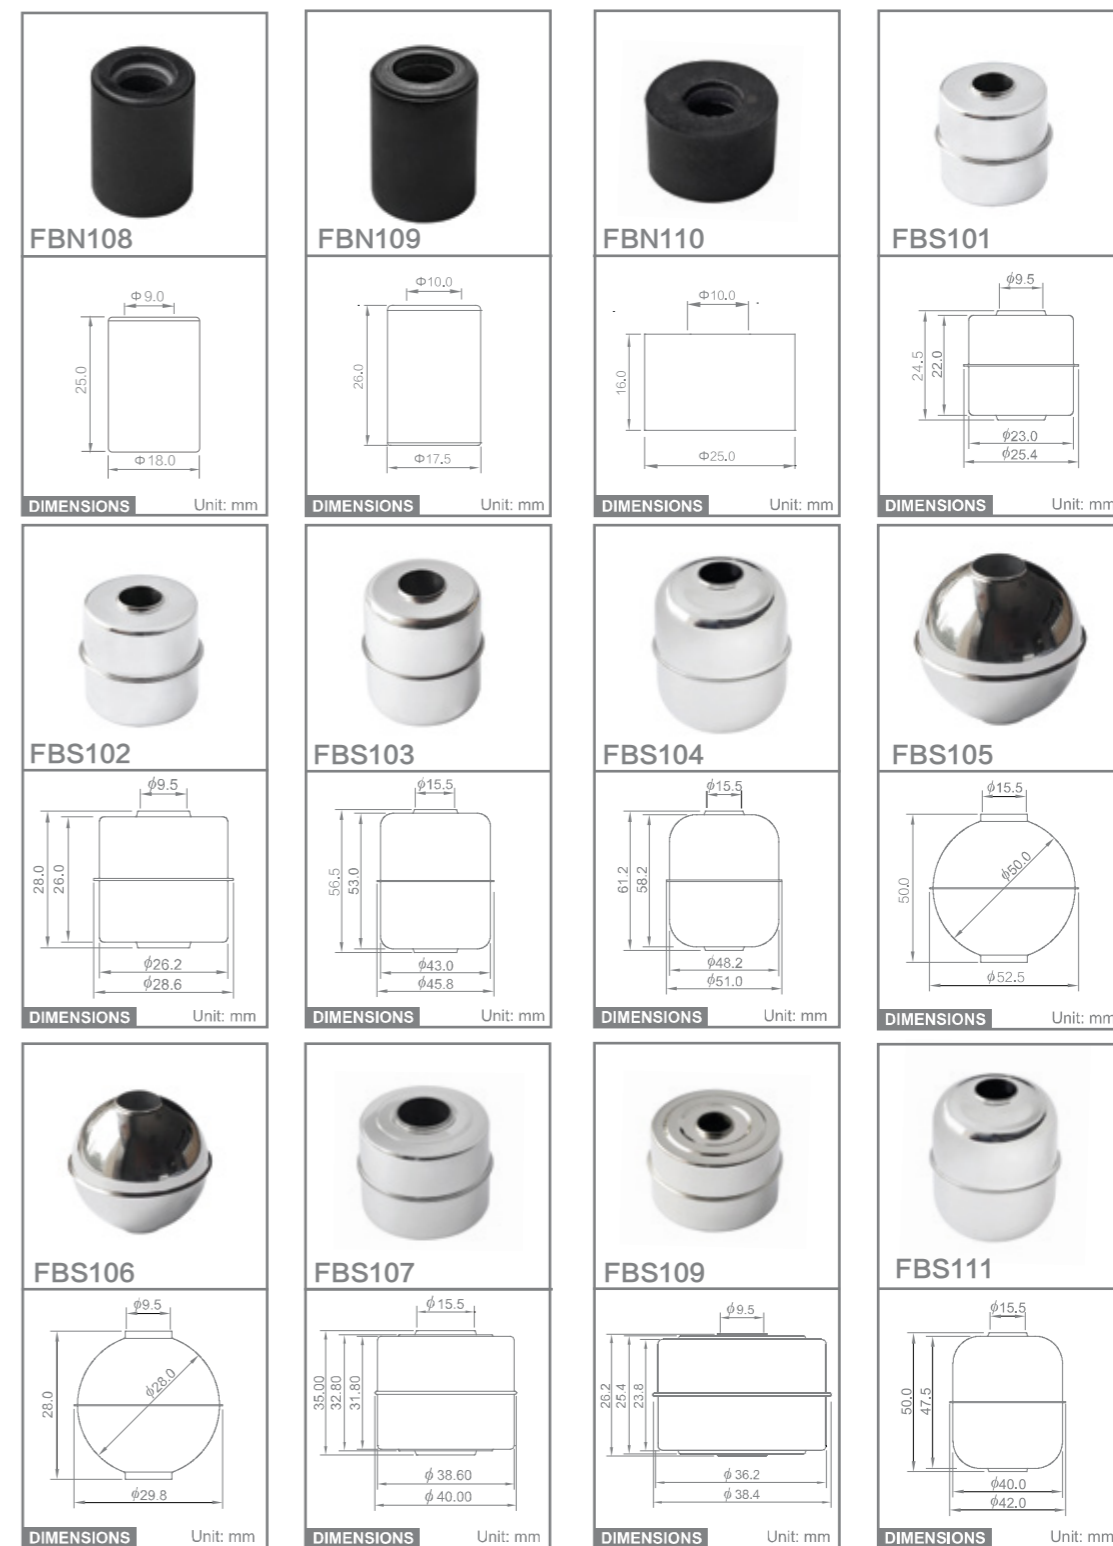 FBN108
Φ9.0
25.0
Φ18.0
DIMENSIONS Unit: mm
FBN109
Φ10.0
26.0
Φ17.5
DIMENSIONS Unit: mm
FBN110
Φ10.0
16.0
Φ25.0
DIMENSIONS Unit: mm
FBS101
ϕ9.5
24.5
22.0
ϕ23.0
ϕ25.4
DIMENSIONS Unit: mm
FBS102
ϕ9.5
28.0
26.0
ϕ26.2
ϕ28.6
DIMENSIONS Unit: mm
FBS103
ϕ15.5
56.5
53.0
ϕ43.0
ϕ45.8
DIMENSIONS Unit: mm
FBS104
ϕ15.5
61.2
58.2
ϕ48.2
ϕ51.0
DIMENSIONS Unit: mm
FBS105
ϕ15.5
50.0
ϕ50.0
ϕ52.5
DIMENSIONS Unit: mm
FBS106
ϕ9.5
28.0
ϕ28.0
ϕ29.8
DIMENSIONS Unit: mm
FBS107
ϕ15.5
35.00
32.80
31.80
ϕ 38.60
ϕ 40.00
DIMENSIONS Unit: mm
FBS109
ϕ9.5
26.2
25.4
23.8
ϕ 36.2
ϕ 38.4
DIMENSIONS Unit: mm
FBS111
ϕ15.5
50.0
47.5
ϕ40.0
ϕ42.0
DIMENSIONS Unit: mm